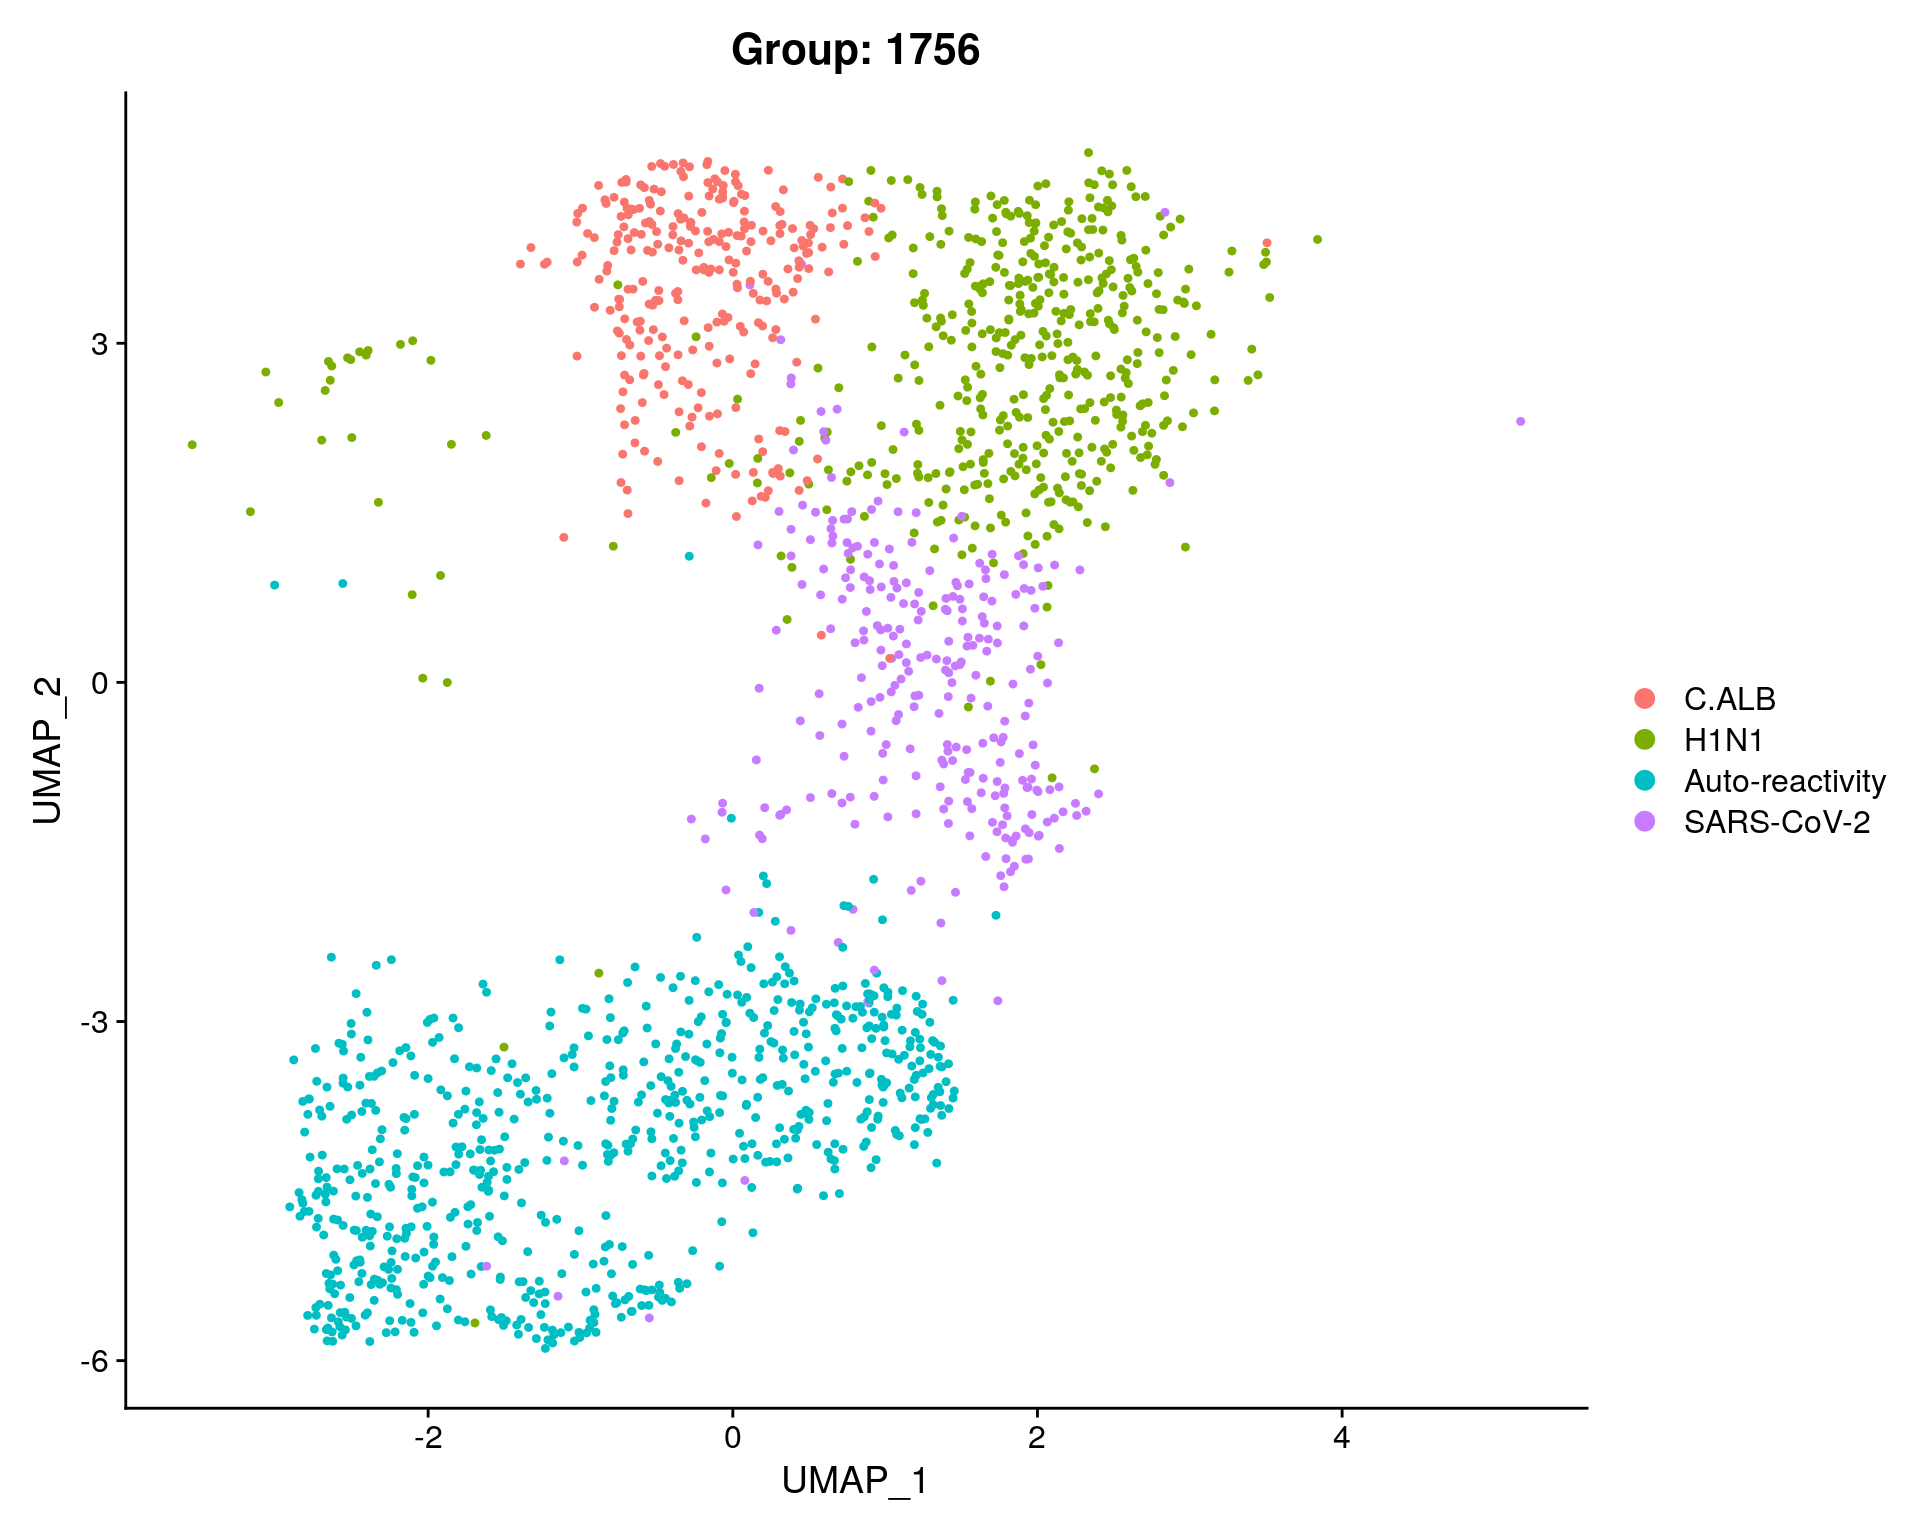 Group: 1756
3
0
-3
-6
-2
0
2
4
UMAP_1
UMAP_2
C.ALB
H1N1
Auto-reactivity
SARS-CoV-2